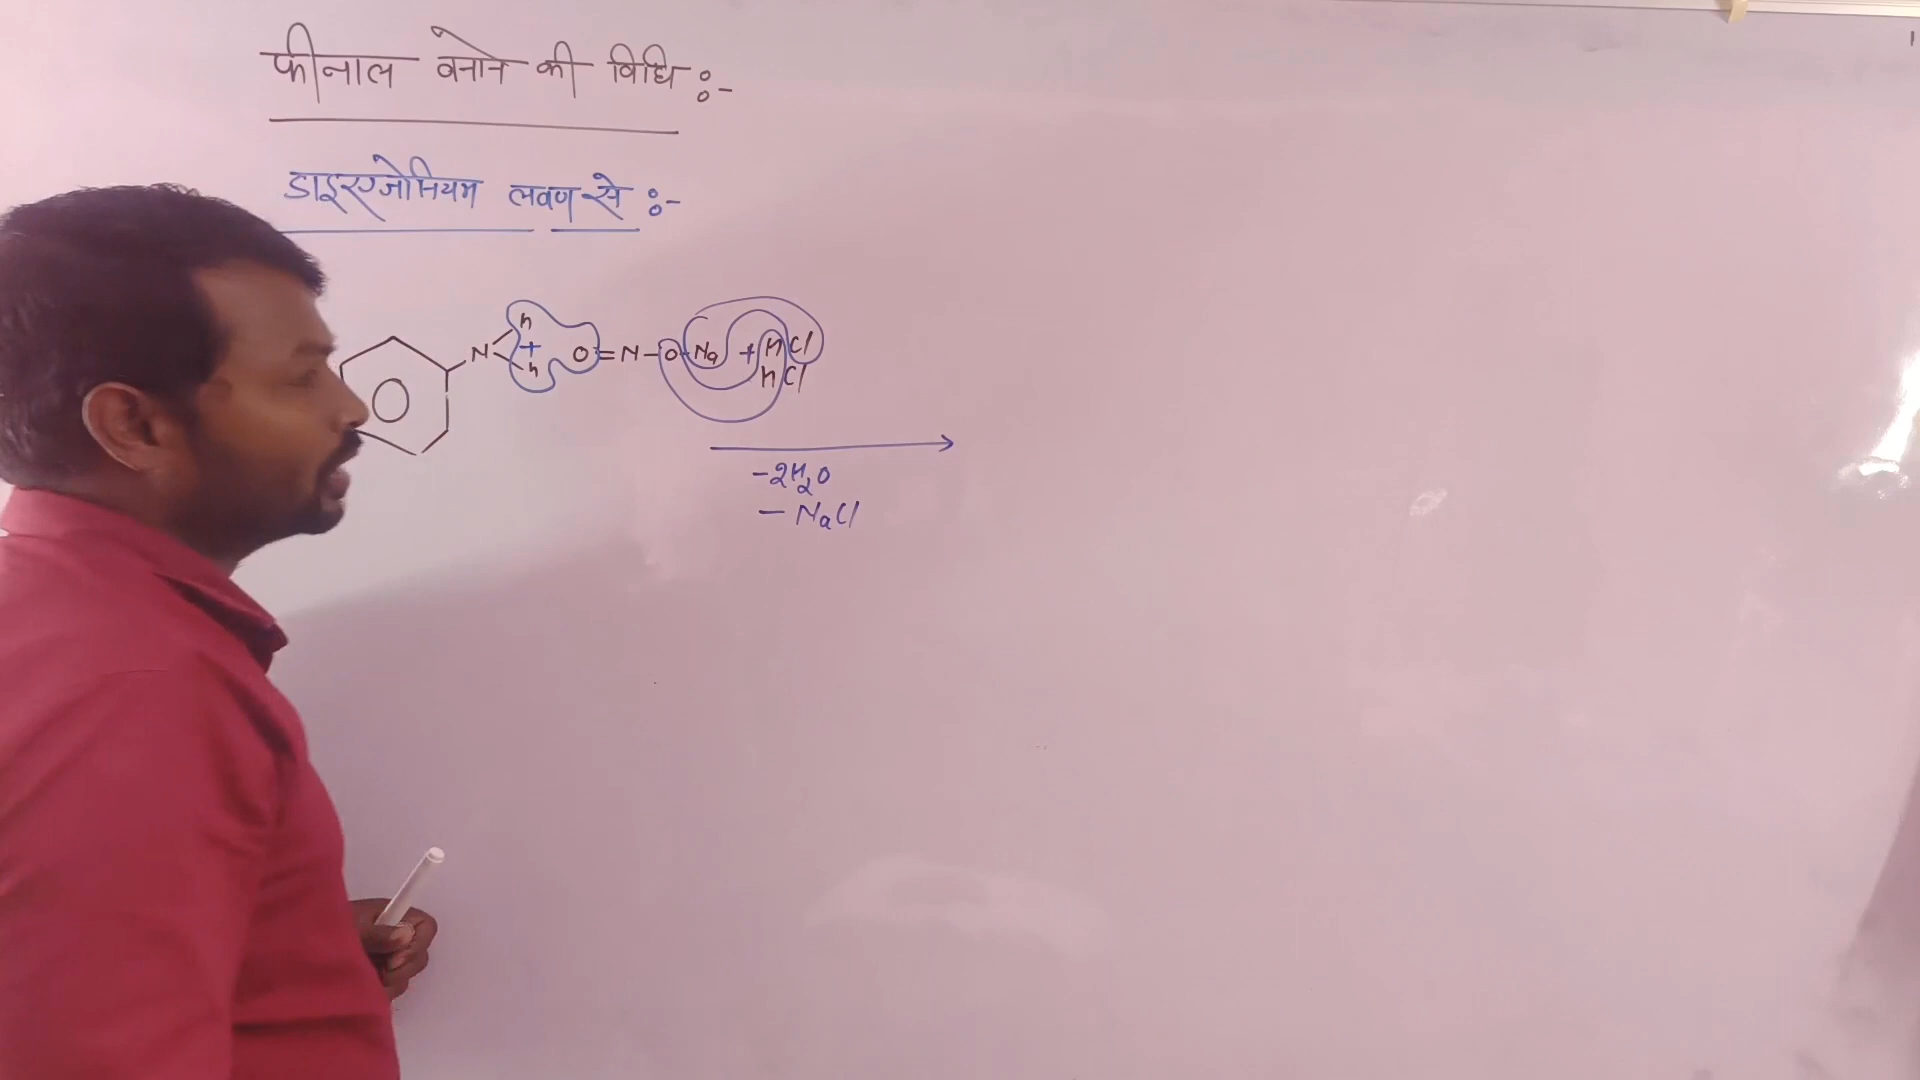 फीनाल बनाने की विधि :-
डाइएजोनियम लवण से :-
N h h + O=N-O-Na + HCl
HCl
-2H2O
- NaCl